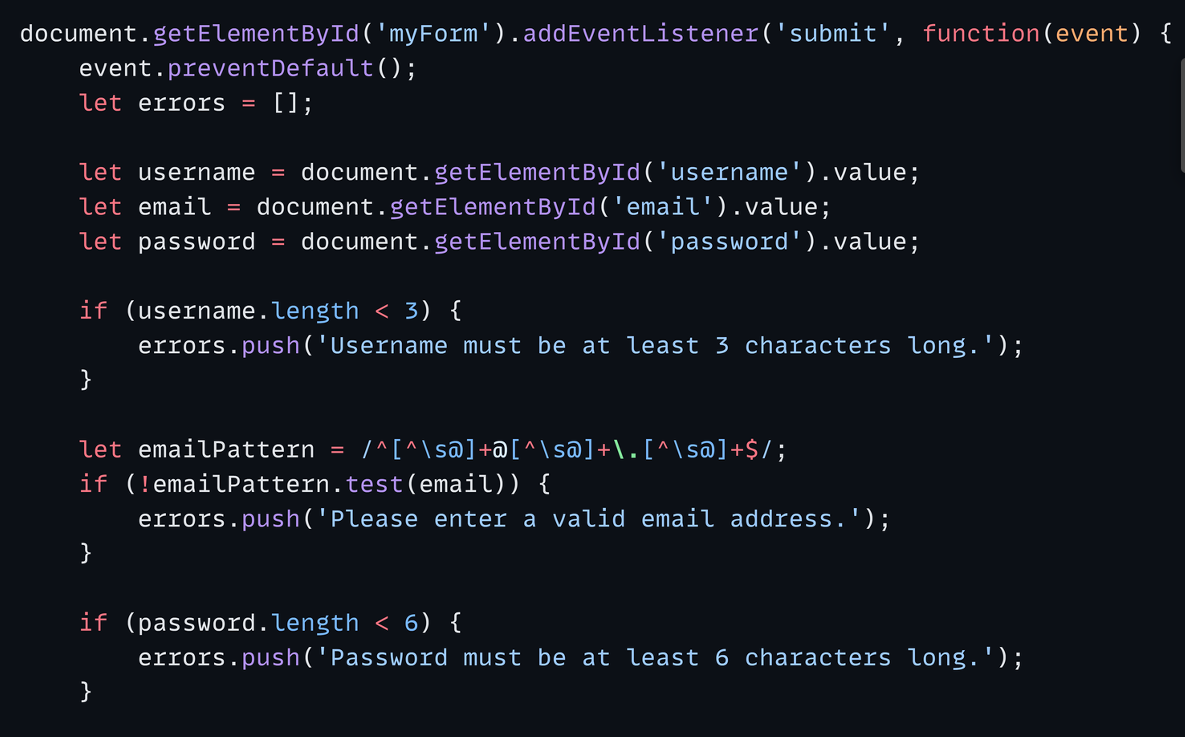 document.getElementById('myForm').addEventListener('submit', function(event) {
    event.preventDefault();
    let errors = [];

    let username = document.getElementById('username').value;
    let email = document.getElementById('email').value;
    let password = document.getElementById('password').value;

    if (username.length < 3) {
        errors.push('Username must be at least 3 characters long.');
    }

    let emailPattern = /^[^\s@]+@[^\s@]+\.[^\s@]+$/;
    if (!emailPattern.test(email)) {
        errors.push('Please enter a valid email address.');
    }

    if (password.length < 6) {
        errors.push('Password must be at least 6 characters long.');
    }